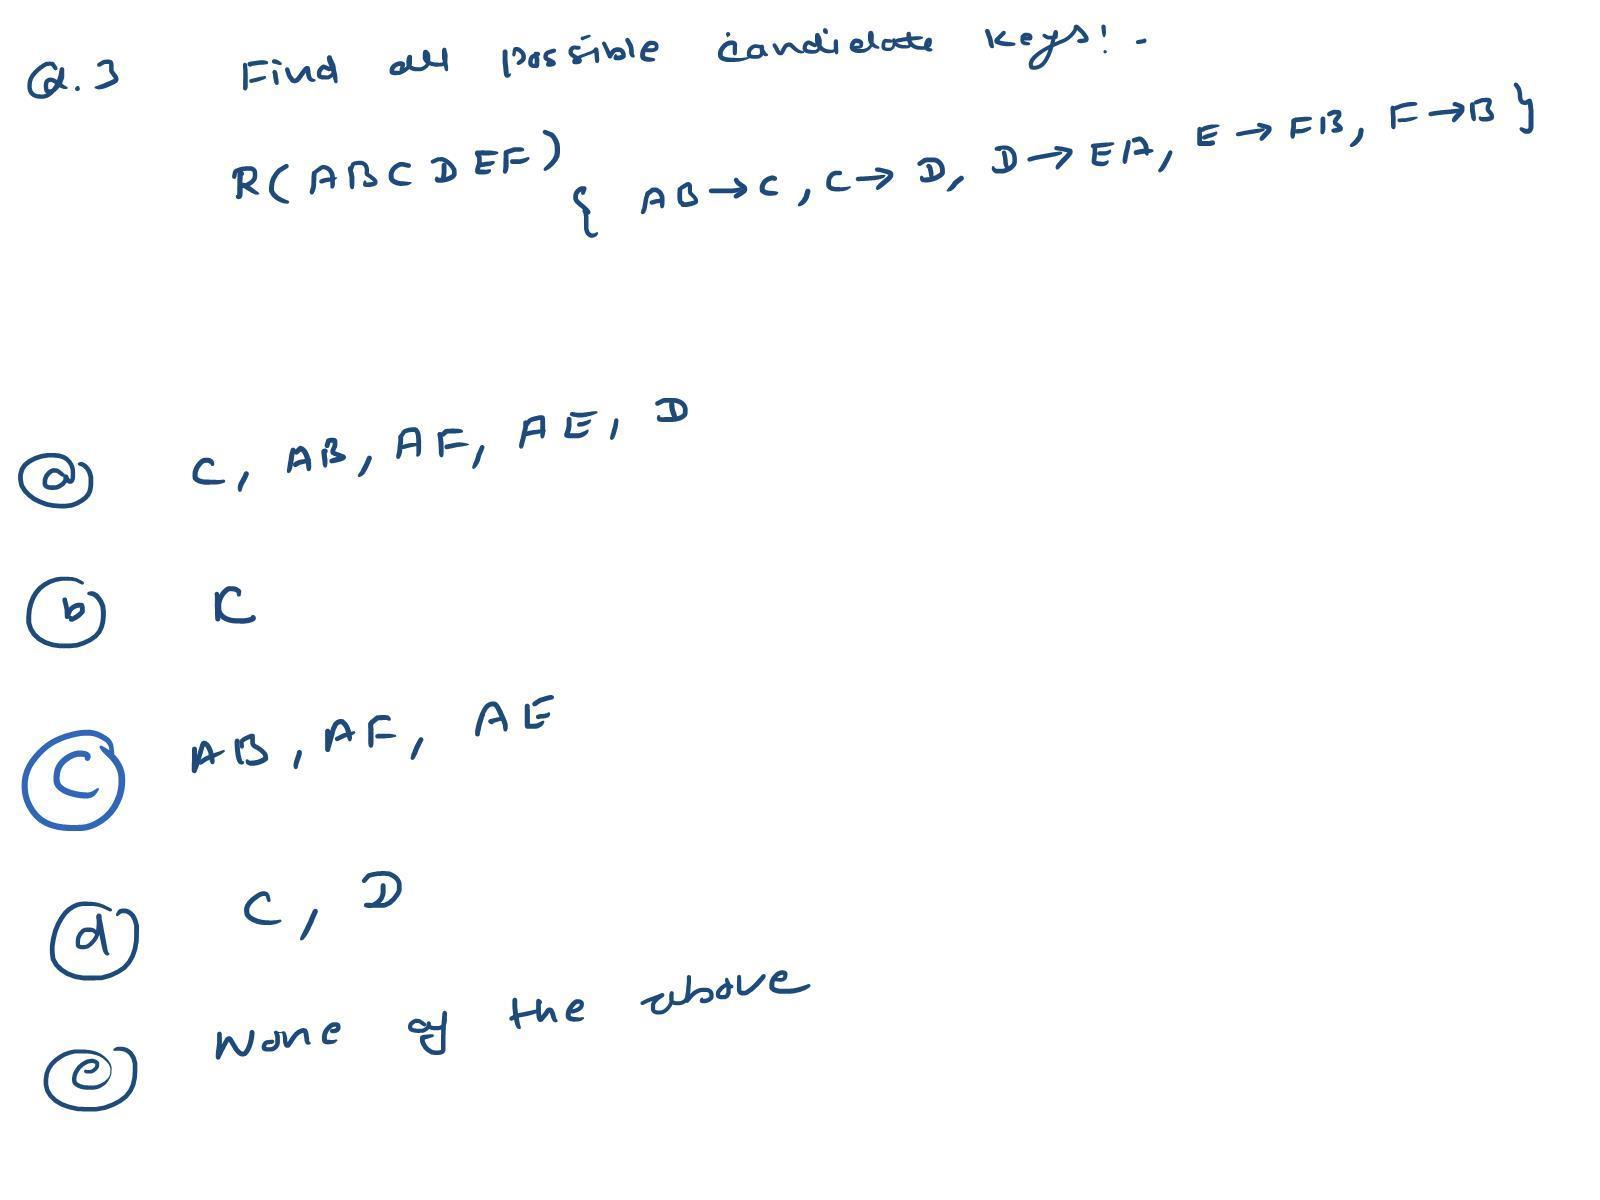 Q.3 Find all possible candidate keys! -
R( ABCDEF )
{ AB→C, C→D, D→EA, E→FB, F→B }
(a) C, AB, AF, AE, D
(b) C
(C) AB, AF, AE
(d) C, D
(e) None of the above